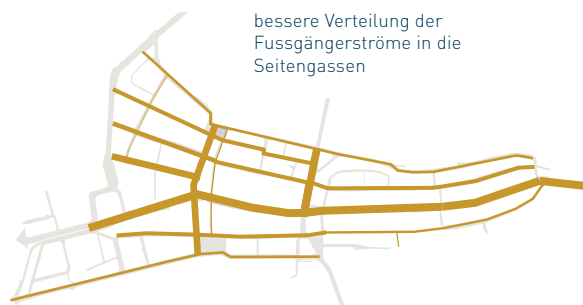 bessere Verteilung der
Fussgängerströme in die
Seitengassen